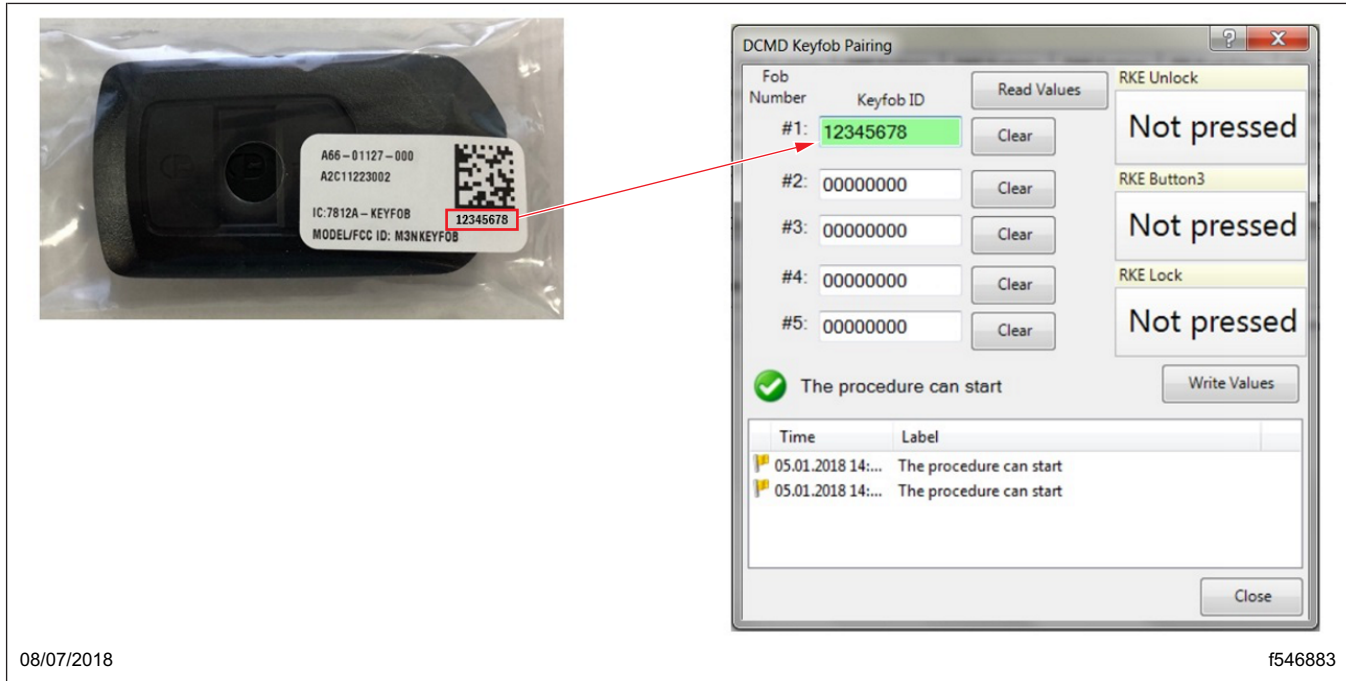 A66-01127-000
A2C11223002
IC:7812A-KEYFOB
12345678
MODEL/FCC ID: M3NKEYFOB
DCMD Keyfob Pairing
?
X
Fob
Number
Keyfob ID
Read Values
#1: 12345678 Clear
#2: 00000000 Clear
#3: 00000000 Clear
#4: 00000000 Clear
#5: 00000000 Clear
RKE Unlock
Not pressed
RKE Button3
Not pressed
RKE Lock
Not pressed
The procedure can start
Write Values
Time Label
05.01.2018 14:... The procedure can start
05.01.2018 14:... The procedure can start
Close
08/07/2018
f546883